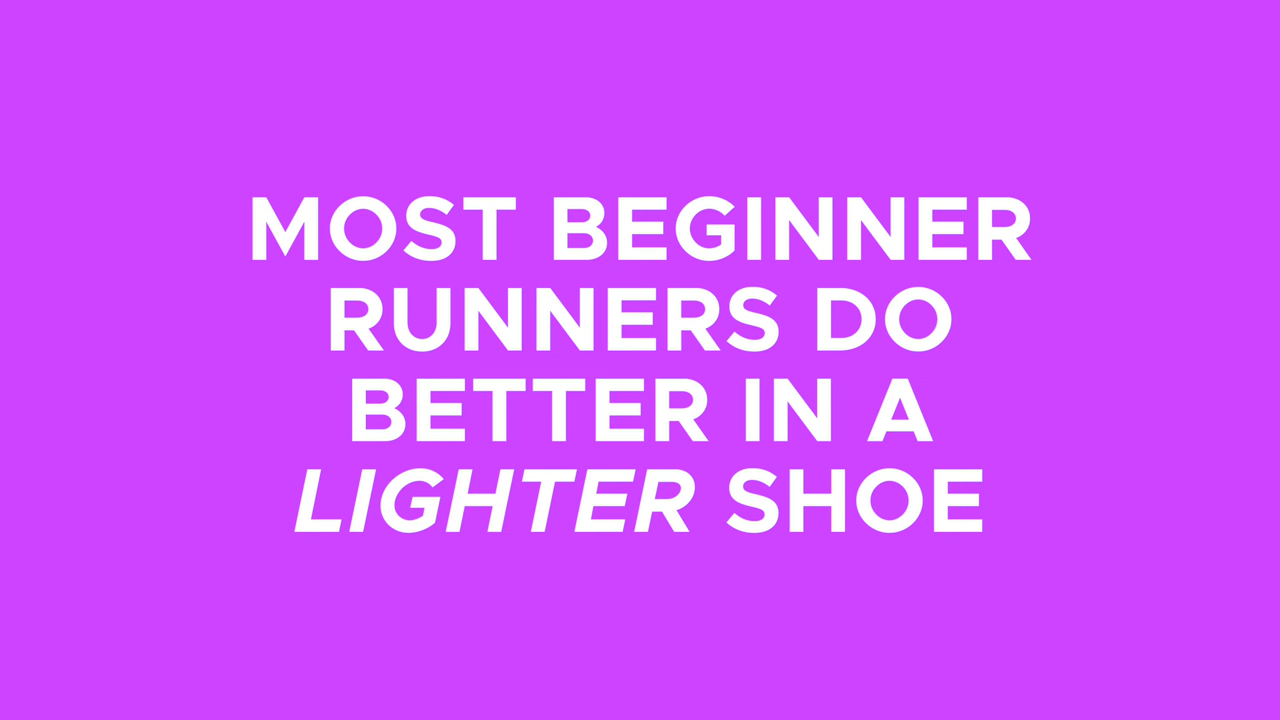 MOST BEGINNER
RUNNERS DO
BETTER IN A
LIGHTER SHOE